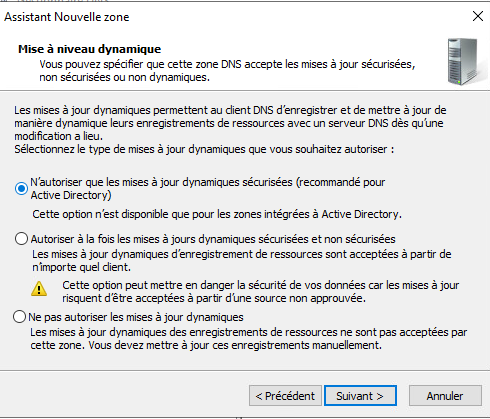 Assistant Nouvelle zone
Mise à niveau dynamique
Vous pouvez spécifier que cette zone DNS accepte les mises à jour sécurisées,
non sécurisées ou non dynamiques.
Les mises à jour dynamiques permettent au client DNS d'enregistrer et de mettre à jour de
manière dynamique leurs enregistrements de ressources avec un serveur DNS dès qu'une
modification a lieu.
Sélectionnez le type de mises à jour dynamiques que vous souhaitez autoriser :
N'autoriser que les mises à jour dynamiques sécurisées (recommandé pour
Active Directory)
Cette option n'est disponible que pour les zones intégrées à Active Directory.
Autoriser à la fois les mises à jours dynamiques sécurisées et non sécurisées
Les mises à jour dynamiques d'enregistrement de ressources sont acceptées à partir de
n'importe quel client.
Cette option peut mettre en danger la sécurité de vos données car les mises à jour
risquent d'être acceptées à partir d'une source non approuvée.
Ne pas autoriser les mises à jour dynamiques
Les mises à jour dynamiques des enregistrements de ressources ne sont pas acceptées par
cette zone. Vous devez mettre à jour ces enregistrements manuellement.
< Précédent Suivant > Annuler